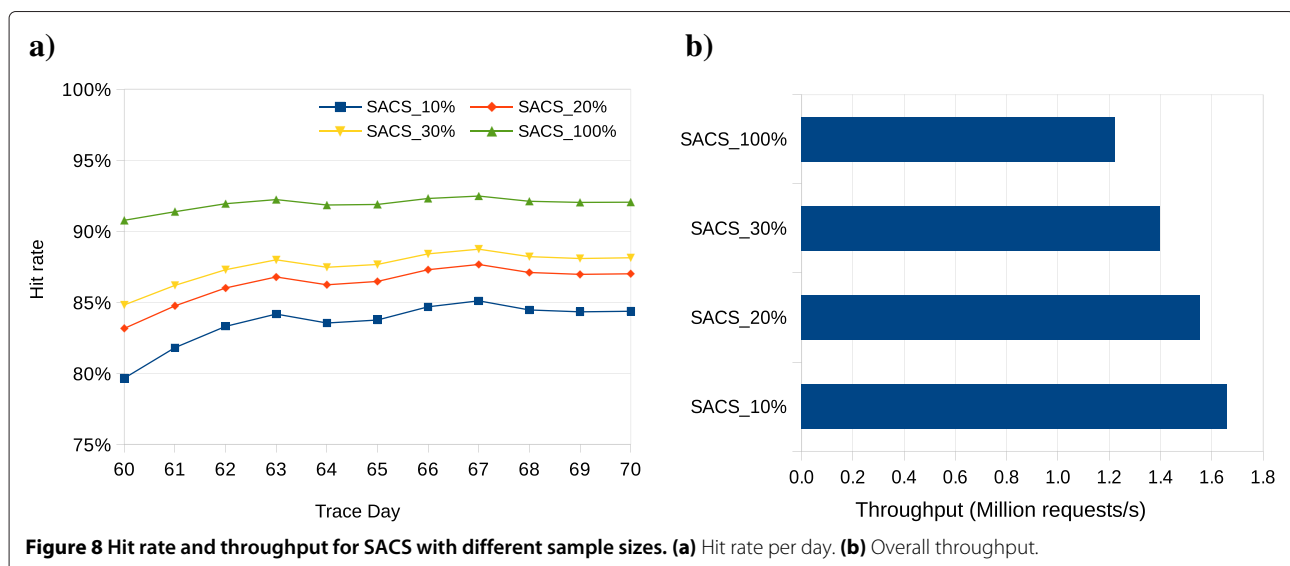 a)
100%
95%
90%
85%
80%
75%
Hit rate
SACS_10% SACS_20%
SACS_30% SACS_100%
60 61 62 63 64 65 66 67 68 69 70
Trace Day
b)
SACS_100%
SACS_30%
SACS_20%
SACS_10%
0.0 0.2 0.4 0.6 0.8 1.0 1.2 1.4 1.6 1.8
Throughput (Million requests/s)
Figure 8 Hit rate and throughput for SACS with different sample sizes. (a) Hit rate per day. (b) Overall throughput.